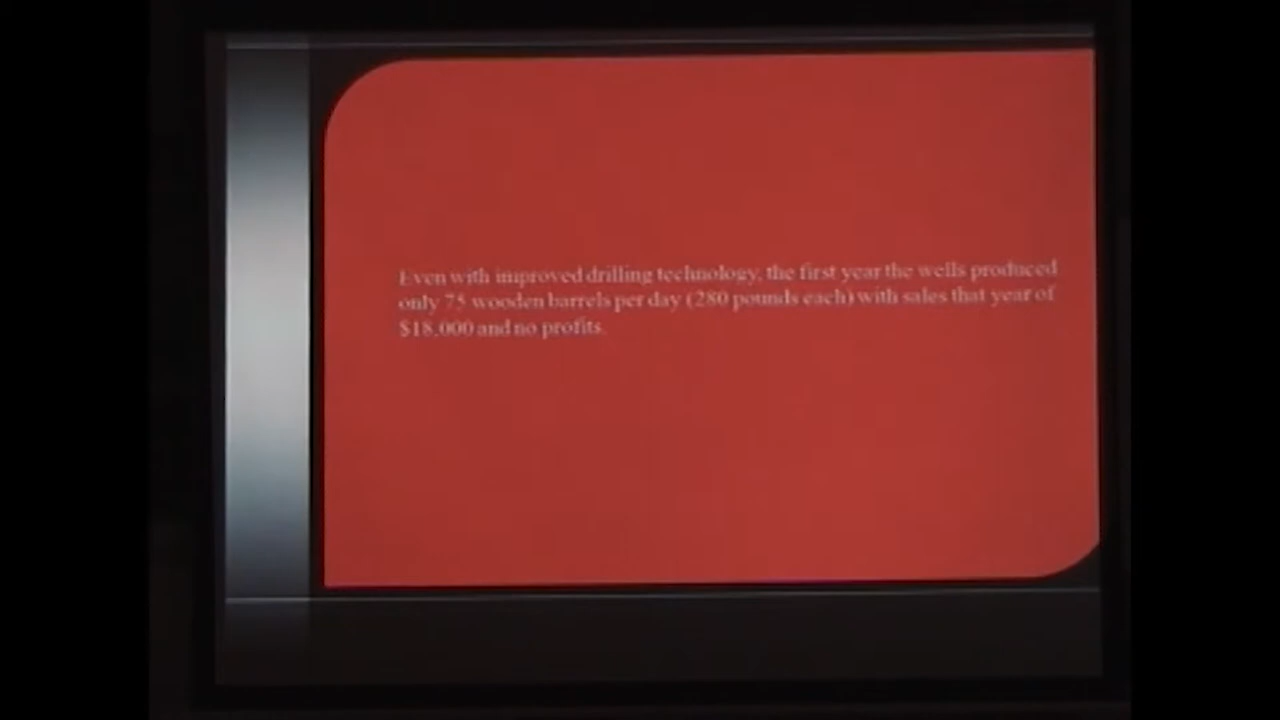 Even with improved drilling technology, the first year the wells produced
only 75 wooden barrels per day (280 pounds each) with sales that year of
$18,000 and no profits.